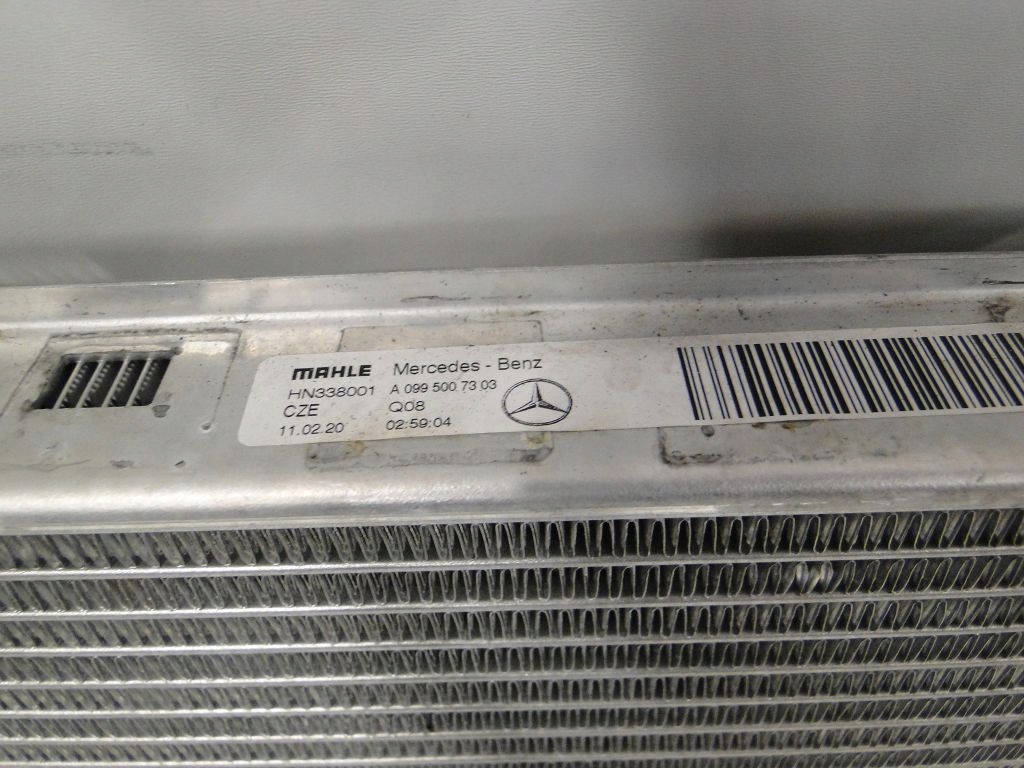 MAHLE Mercedes - Benz
HN338001 A 099 500 73 03
CZE Q08
11.02.20 02:59:04